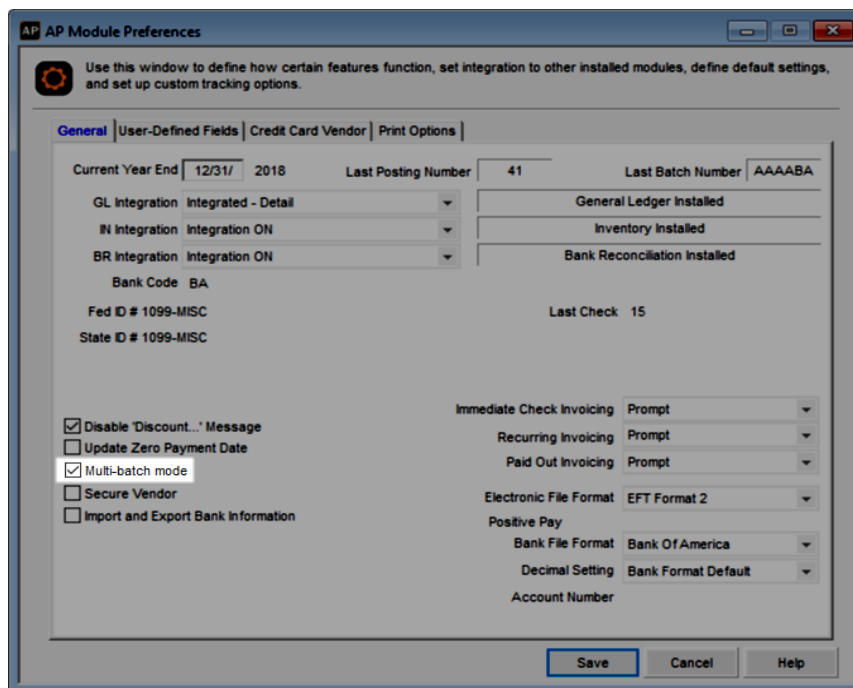 AP AP Module Preferences
AP Use this window to define how certain features function, set integration to other installed modules, define default settings,
and set up custom tracking options.
General User-Defined Fields Credit Card Vendor Print Options
Current Year End 12/31/ 2018 Last Posting Number 41 Last Batch Number AAAABA
GL Integration Integrated - Detail General Ledger Installed
IN Integration Integration ON Inventory Installed
BR Integration Integration ON Bank Reconciliation Installed
Bank Code BA
Fed ID # 1099-MISC Last Check 15
State ID # 1099-MISC
Immediate Check Invoicing Prompt
Disable 'Discount...' Message
Recurring Invoicing Prompt
Update Zero Payment Date
Paid Out Invoicing Prompt
Multi-batch mode
Secure Vendor Electronic File Format EFT Format 2
Import and Export Bank Information Positive Pay
Bank File Format Bank Of America
Decimal Setting Bank Format Default
Account Number
Save Cancel Help